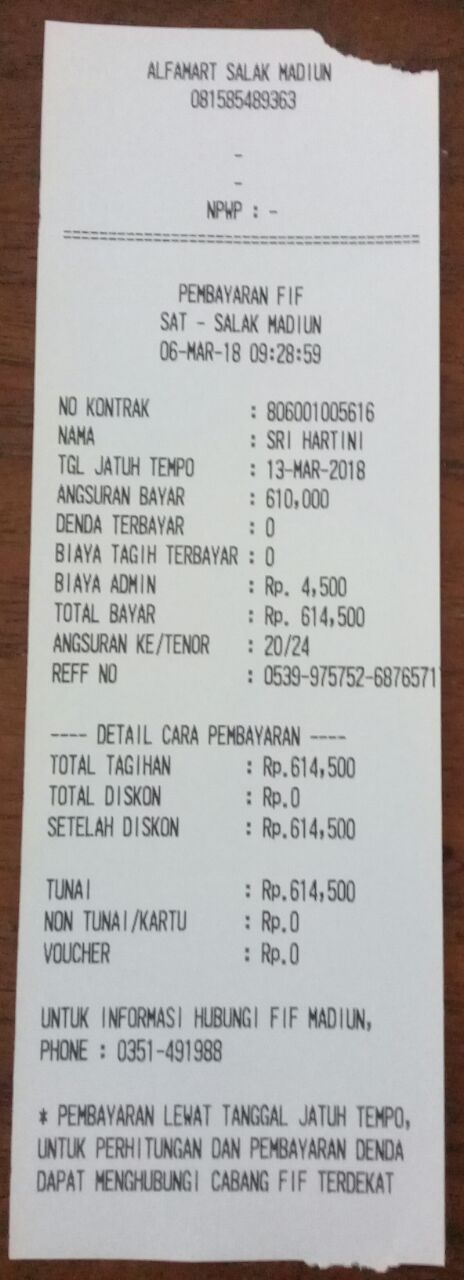 ALFAMART SALAK MADIUN
081585489363
-
-
NPWP : -
======================================
PEMBAYARAN FIF
SAT - SALAK MADIUN
06-MAR-18 09:28:59
NO KONTRAK : 806001005616
NAMA : SRI HARTINI
TGL JATUH TEMPO : 13-MAR-2018
ANGSURAN BAYAR : 610,000
DENDA TERBAYAR : 0
BIAYA TAGIH TERBAYAR : 0
BIAYA ADMIN : Rp. 4,500
TOTAL BAYAR : Rp. 614,500
ANGSURAN KE/TENOR : 20/24
REFF NO : 0539-975752-6876571
---- DETAIL CARA PEMBAYARAN ----
TOTAL TAGIHAN : Rp.614,500
TOTAL DISKON : Rp.0
SETELAH DISKON : Rp.614,500
TUNAI : Rp.614,500
NON TUNAI/KARTU : Rp.0
VOUCHER : Rp.0
UNTUK INFORMASI HUBUNGI FIF MADIUN,
PHONE : 0351-491988
* PEMBAYARAN LEWAT TANGGAL JATUH TEMPO,
UNTUK PERHITUNGAN DAN PEMBAYARAN DENDA
DAPAT MENGHUBUNGI CABANG FIF TERDEKAT